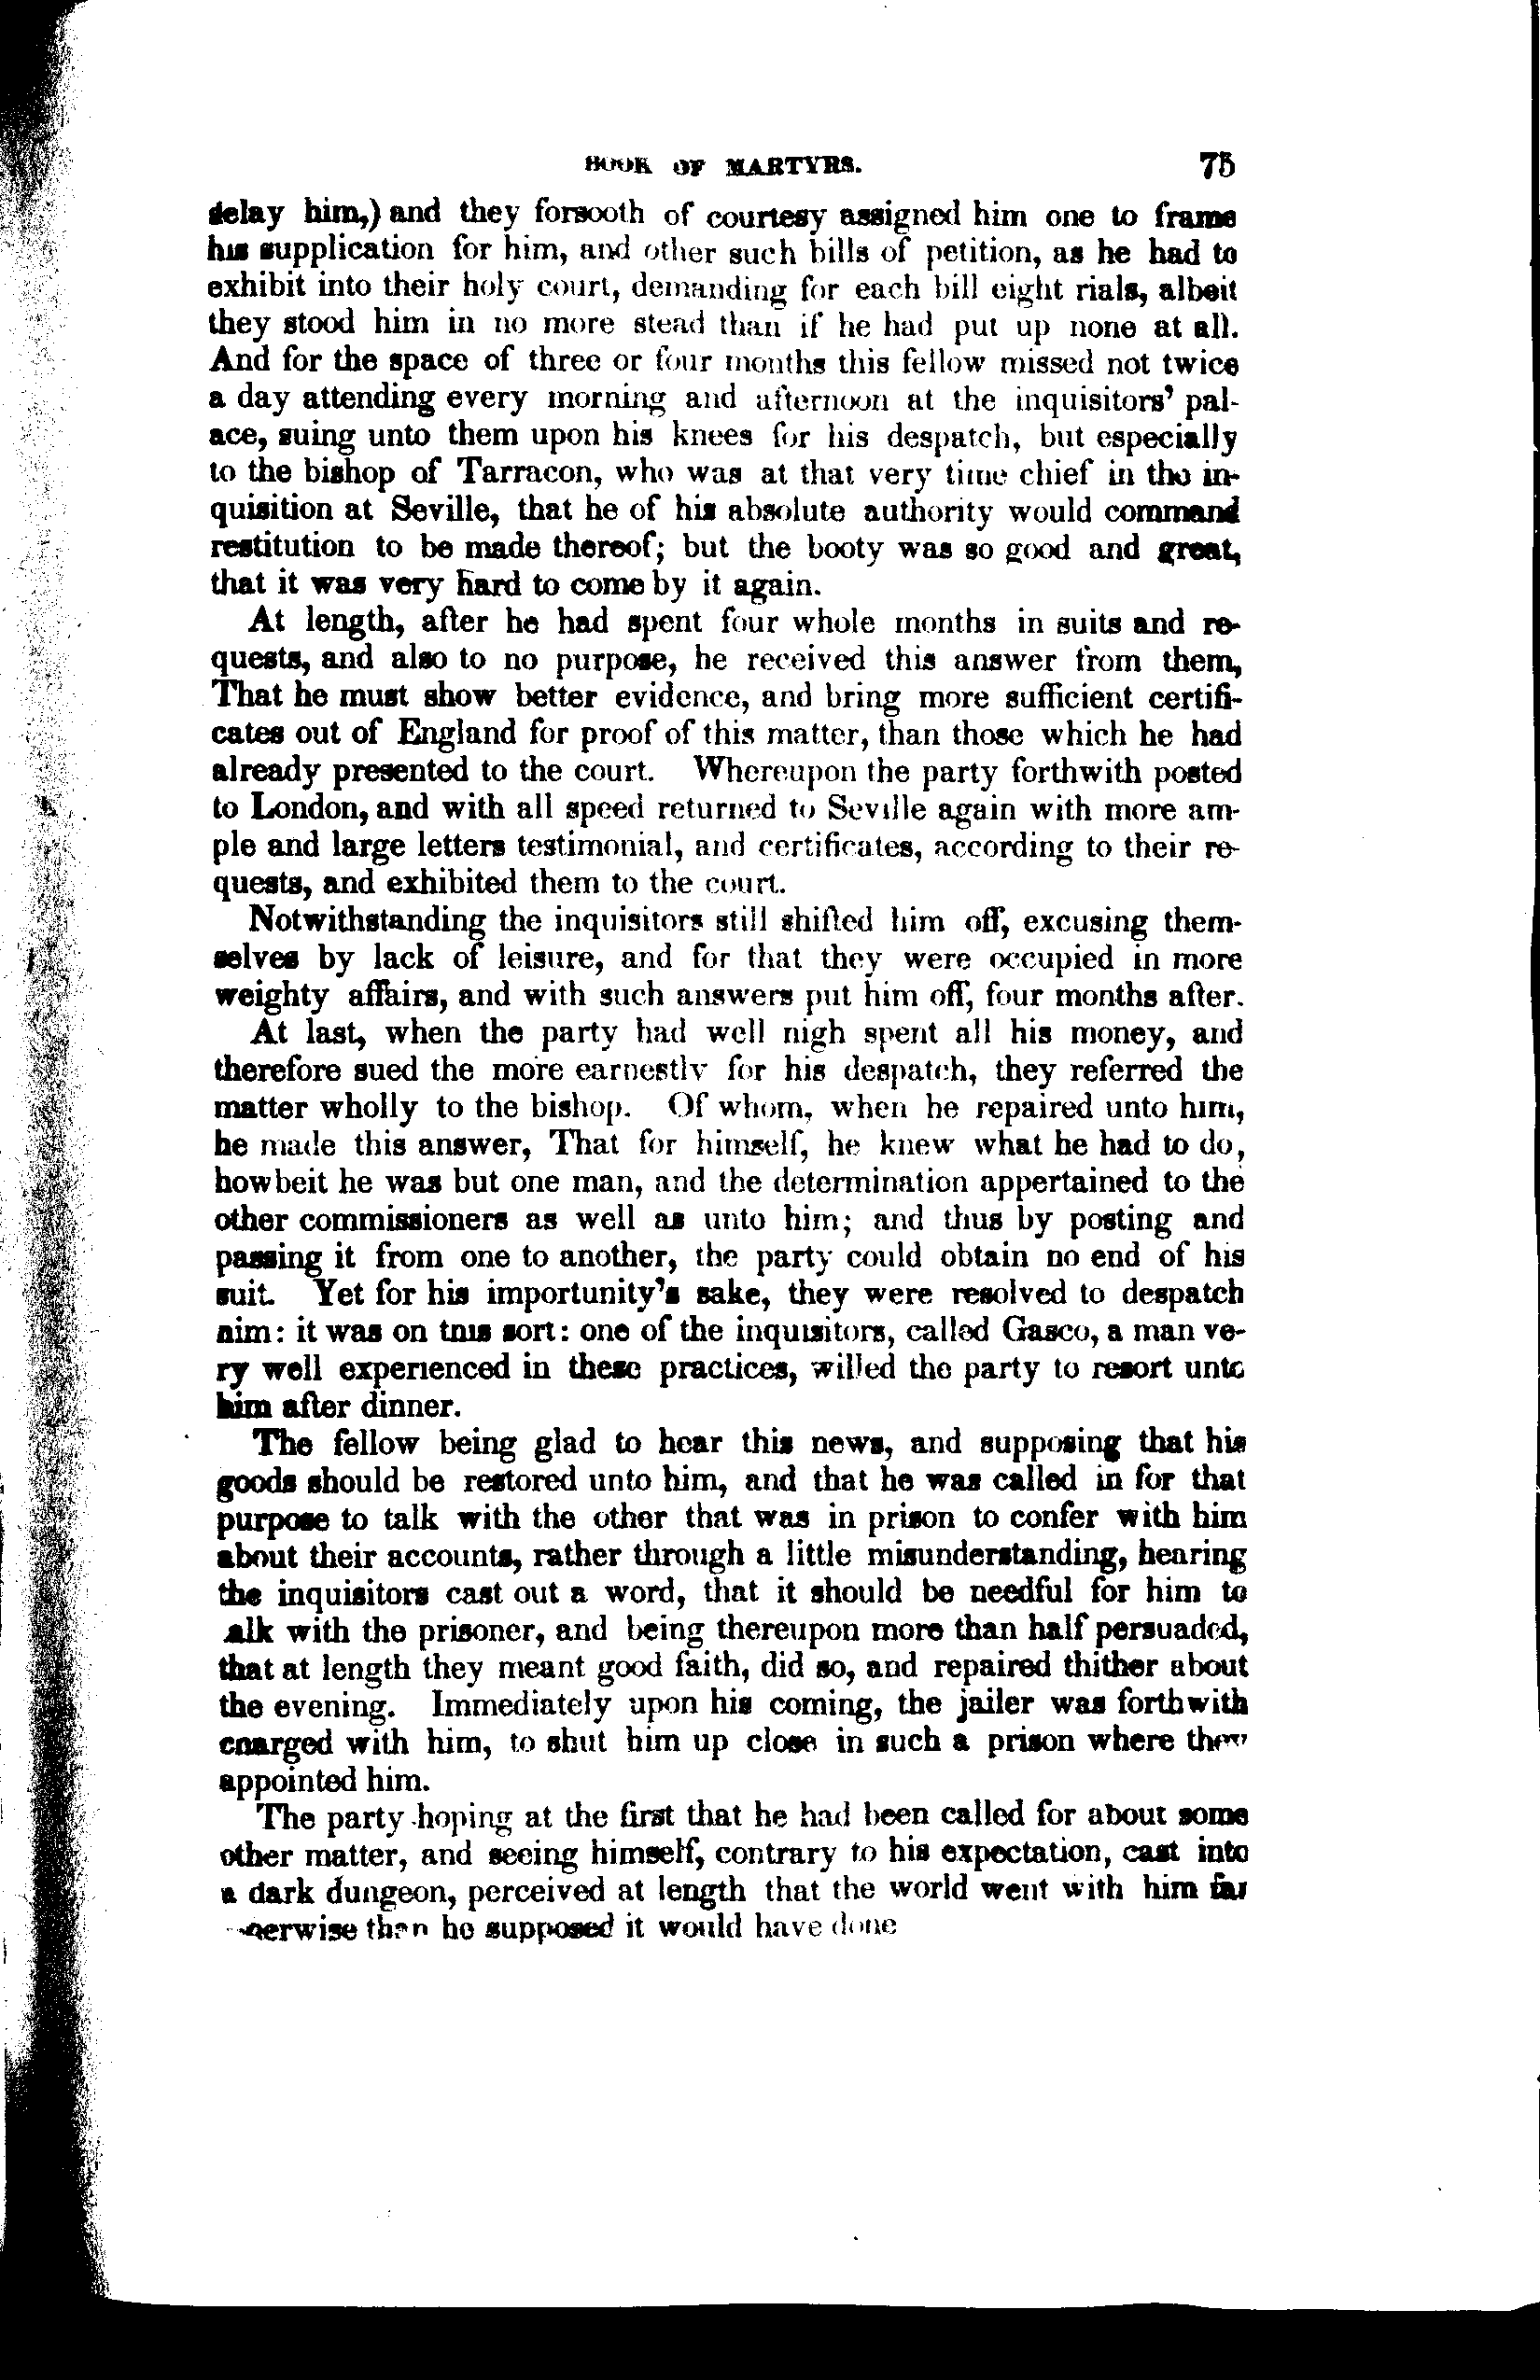 BOOK OF MARTYRS. 75
delay him,) and they forsooth of courtesy assigned him one to frame
his supplication for him, and other such bills of petition, as he had to
exhibit into their holy court, demanding for each bill eight rials, albeit
they stood him in no more stead than if he had put up none at all.
And for the space of three or four months this fellow missed not twice
a day attending every morning and afternoon at the inquisitors' pal-
ace, suing unto them upon his knees for his despatch, but especially
to the bishop of Tarracon, who was at that very time chief in the in-
quisition at Seville, that he of his absolute authority would command
restitution to be made thereof; but the booty was so good and great,
that it was very hard to come by it again.
At length, after he had spent four whole months in suits and re-
quests, and also to no purpose, he received this answer from them,
That he must show better evidence, and bring more sufficient certifi-
cates out of England for proof of this matter, than those which he had
already presented to the court. Whereupon the party forthwith posted
to London, and with all speed returned to Seville again with more am-
ple and large letters testimonial, and certificates, according to their re-
quests, and exhibited them to the court.
Notwithstanding the inquisitors still shifted him off, excusing them-
selves by lack of leisure, and for that they were occupied in more
weighty affairs, and with such answers put him off, four months after.
At last, when the party had well nigh spent all his money, and
therefore sued the more earnestly for his despatch, they referred the
matter wholly to the bishop. Of whom, when he repaired unto him,
he made this answer, That for himself, he knew what he had to do,
howbeit he was but one man, and the determination appertained to the
other commissioners as well as unto him; and thus by posting and
passing it from one to another, the party could obtain no end of his
suit. Yet for his importunity's sake, they were resolved to despatch
him: it was on this sort: one of the inquisitors, called Gasco, a man ve-
ry well experienced in these practices, willed the party to resort unto
him after dinner.
The fellow being glad to hear this news, and supposing that his
goods should be restored unto him, and that he was called in for that
purpose to talk with the other that was in prison to confer with him
about their accounts, rather through a little misunderstanding, hearing
the inquisitors cast out a word, that it should be needful for him to
alk with the prisoner, and being thereupon more than half persuaded,
that at length they meant good faith, did so, and repaired thither about
the evening. Immediately upon his coming, the jailer was forthwith
charged with him, to shut him up close in such a prison where they
appointed him.
The party hoping at the first that he had been called for about some
other matter, and seeing himself, contrary to his expectation, cast into
a dark dungeon, perceived at length that the world went with him far
erwise than he supposed it would have done